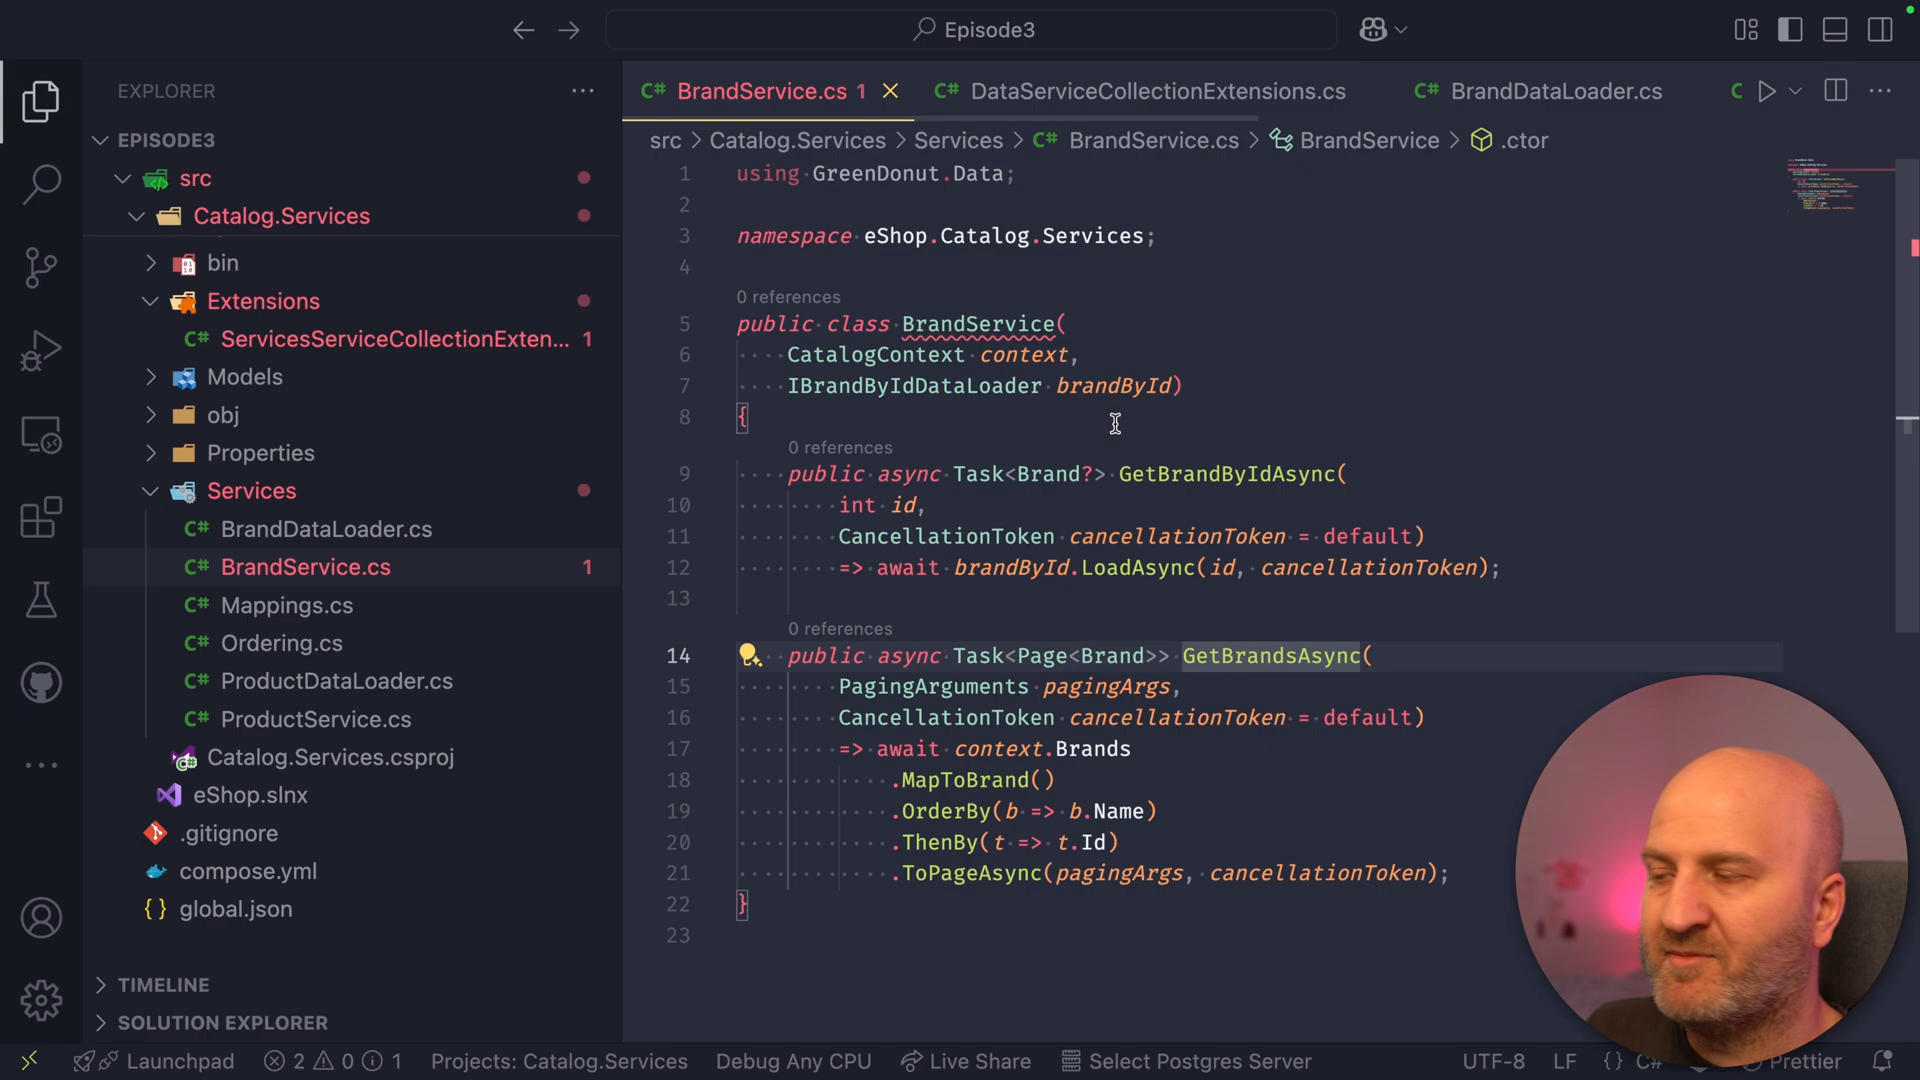 Episode3
EXPLORER
EPISODE3
src
Catalog.Services
bin
Extensions
C# ServicesServiceCollectionExten... 1
Models
obj
Properties
Services
C# BrandDataLoader.cs
C# BrandService.cs 1
C# Mappings.cs
C# Ordering.cs
C# ProductDataLoader.cs
C# ProductService.cs
Catalog.Services.csproj
eShop.slnx
.gitignore
compose.yml
{} global.json
TIMELINE
SOLUTION EXPLORER
C# BrandService.cs 1
C# DataServiceCollectionExtensions.cs
C# BrandDataLoader.cs
src > Catalog.Services > Services > C# BrandService.cs > BrandService > .ctor
1 using GreenDonut.Data;
2
3 namespace eShop.Catalog.Services;
4
0 references
5 public class BrandService(
6 CatalogContext context,
7 IBrandByIdDataLoader brandById)
8 {
0 references
9 public async Task<Brand?> GetBrandByIdAsync(
10 int id,
11 CancellationToken cancellationToken = default)
12 => await brandById.LoadAsync(id, cancellationToken);
13
0 references
14 public async Task<Page<Brand>> GetBrandsAsync(
15 PagingArguments pagingArgs,
16 CancellationToken cancellationToken = default)
17 => await context.Brands
18 .MapToBrand()
19 .OrderBy(b => b.Name)
20 .ThenBy(t => t.Id)
21 .ToPageAsync(pagingArgs, cancellationToken);
22 }
23
Launchpad 2 0 1 Projects: Catalog.Services Debug Any CPU Live Share Select Postgres Server UTF-8 LF {} C# Prettier